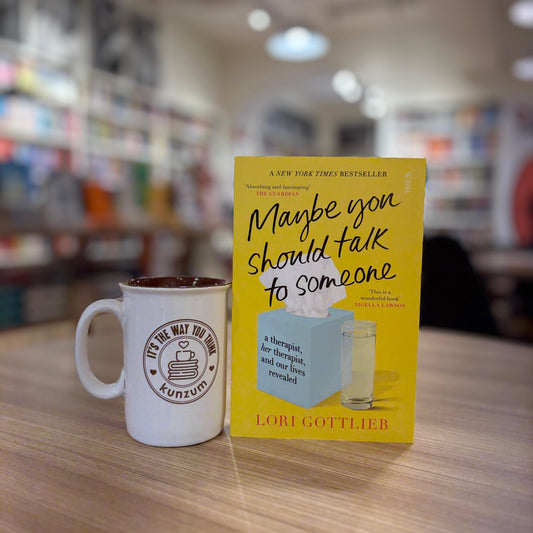 A NEW YORK TIMES BESTSELLER
'Absorbing and fascinating'
THE GUARDIAN
Maybe you
should talk
to someone
'This is a
wonderful book'
NIGELLA LAWSON
a therapist,
her therapist,
and our lives
revealed
LORI GOTTLIEB
IT'S THE WAY YOU THINK
kunzum